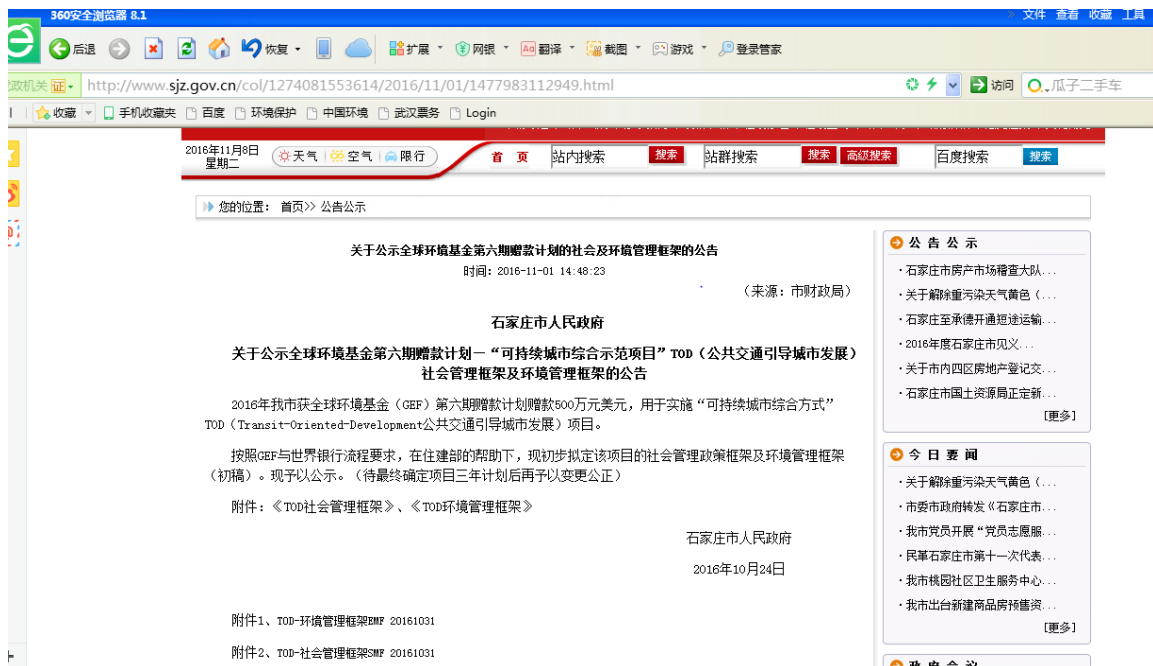 360安全浏览器 8.1
文件 查看 收藏 工具
后退 恢复 扩展 网银 翻译 截图 游戏 登录管家
证 http://www.sjz.gov.cn/col/1274081553614/2016/11/01/1477983112949.html 访问 瓜子二手车
收藏 手机收藏夹 百度 环境保护 中国环境 武汉票务 Login
2016年11月8日
星期二
天气 空气 限行
首 页 站内搜索 搜索 站群搜索 搜索 高级搜索 百度搜索 搜索
您的位置: 首页>> 公告公示
关于公示全球环境基金第六期赠款计划的社会及环境管理框架的公告
时间: 2016-11-01 14:48:23
（来源：市财政局）
石家庄市人民政府
关于公示全球环境基金第六期赠款计划—“可持续城市综合示范项目”TOD（公共交通引导城市发展）
社会管理框架及环境管理框架的公告
2016年我市获全球环境基金（GEF）第六期赠款计划赠款500万元美元，用于实施“可持续城市综合方式”
TOD（Transit-Oriented-Development公共交通引导城市发展）项目。
按照GEF与世界银行流程要求，在住建部的帮助下，现初步拟定该项目的社会管理政策框架及环境管理框架
（初稿）。现予以公示。（待最终确定项目三年计划后再予以变更公正）
附件：《TOD社会管理框架》、《TOD环境管理框架》
石家庄市人民政府
2016年10月24日
附件1、TOD-环境管理框架EMF 20161031
附件2、TOD-社会管理框架SMF 20161031
公 告 公 示
·石家庄市房产市场稽查大队...
·关于解除重污染天气黄色（...
·石家庄至承德开通短途运输...
·2016年度石家庄市见义...
·关于市内四区房地产登记交...
·石家庄市国土资源局正定新...
[更多]
今 日 要 闻
·关于解除重污染天气黄色（...
·市委市政府转发《石家庄市...
·我市党员开展“党员志愿服...
·民革石家庄市第十一次代表...
·我市桃园社区卫生服务中心...
·我市出台新建商品房预售资...
[更多]
政 府 会 议